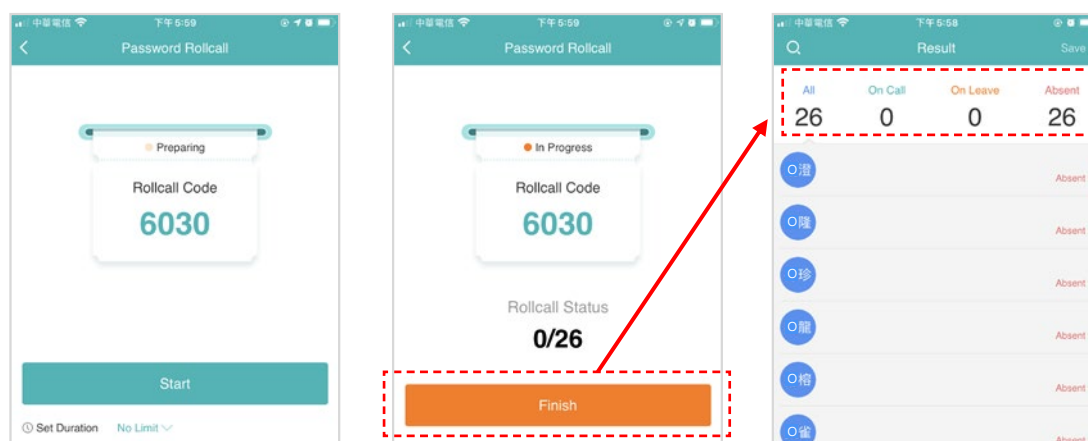 中華電信 下午5:59
Password Rollcall
Preparing
Rollcall Code
6030
Start
Set Duration No Limit
中華電信 下午5:59
Password Rollcall
In Progress
Rollcall Code
6030
Rollcall Status
0/26
Finish
中華電信 下午5:58
Result Save
All On Call On Leave Absent
26 0 0 26
O澄 Absent
O隆 Absent
O珍 Absent
O龍 Absent
O榕 Absent
O雀 Absent